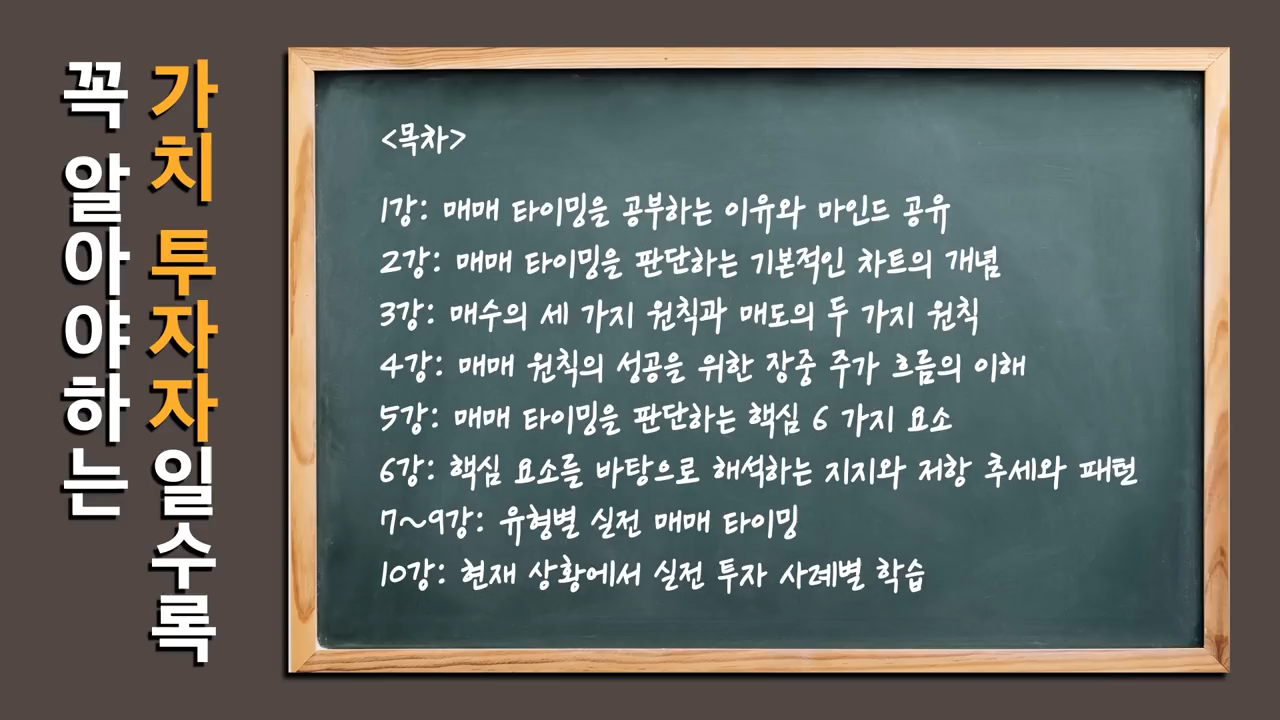 가치 투자자일수록
꼭 알아야하는
<목차>
1강: 매매 타이밍을 공부하는 이유와 마인드 공유
2강: 매매 타이밍을 판단하는 기본적인 차트의 개념
3강: 매수의 세 가지 원칙과 매도의 두 가지 원칙
4강: 매매 원칙의 성공을 위한 장중 주가 흐름의 이해
5강: 매매 타이밍을 판단하는 핵심 6 가지 요소
6강: 핵심 요소를 바탕으로 해석하는 지지와 저항 추세와 패턴
7~9강: 유형별 실전 매매 타이밍
10강: 현재 상황에서 실전 투자 사례별 학습